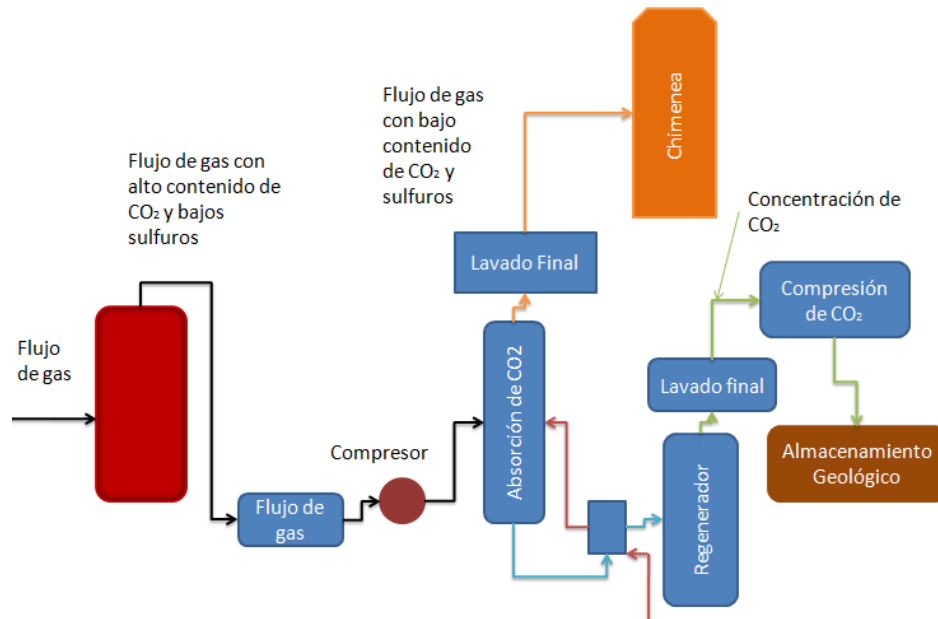 Flujo
de gas
Flujo de gas con
alto contenido de
CO₂ y bajos
sulfuros
Flujo de
gas
Compresor
Flujo de gas
con bajo
contenido
de CO₂ y
sulfuros
Lavado Final
Absorción de CO2
Chimenea
Concentración de
CO₂
Compresión
de CO₂
Lavado final
Regenerador
Almacenamiento
Geológico